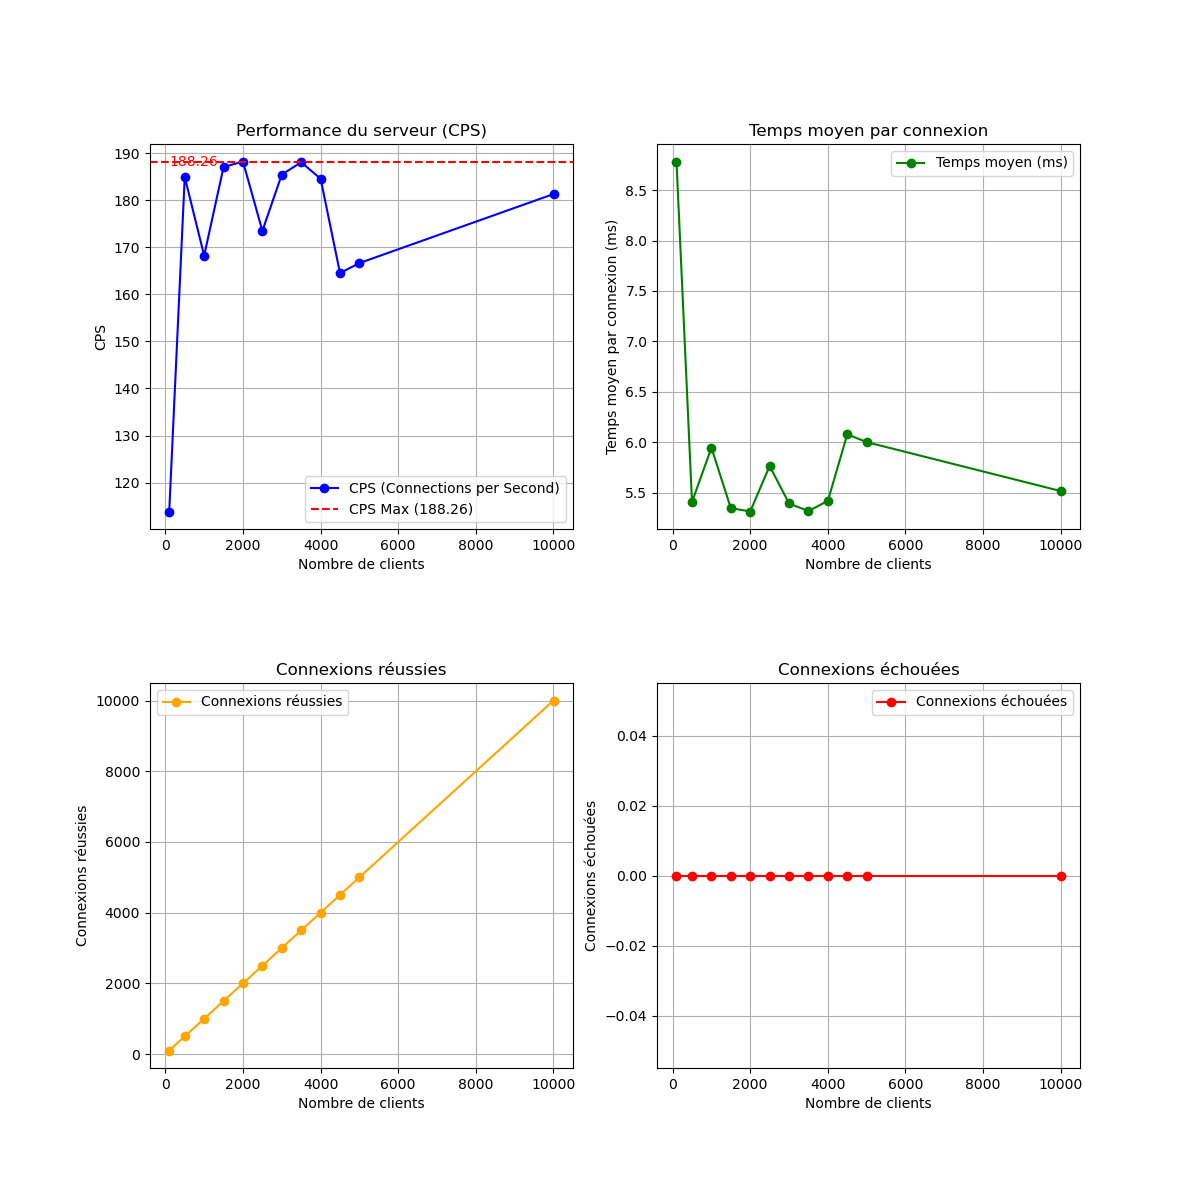 Performance du serveur (CPS)
190
180
170
160
150
140
130
120
CPS
188.26
CPS (Connections per Second)
CPS Max (188.26)
0 2000 4000 6000 8000 10000
Nombre de clients
Temps moyen par connexion
8.5
8.0
7.5
7.0
6.5
6.0
5.5
Temps moyen par connexion (ms)
Temps moyen (ms)
0 2000 4000 6000 8000 10000
Nombre de clients
Connexions réussies
10000
8000
6000
4000
2000
0
Connexions réussies
Connexions réussies
0 2000 4000 6000 8000 10000
Nombre de clients
Connexions échouées
0.04
0.02
0.00
−0.02
−0.04
Connexions échouées
Connexions échouées
0 2000 4000 6000 8000 10000
Nombre de clients